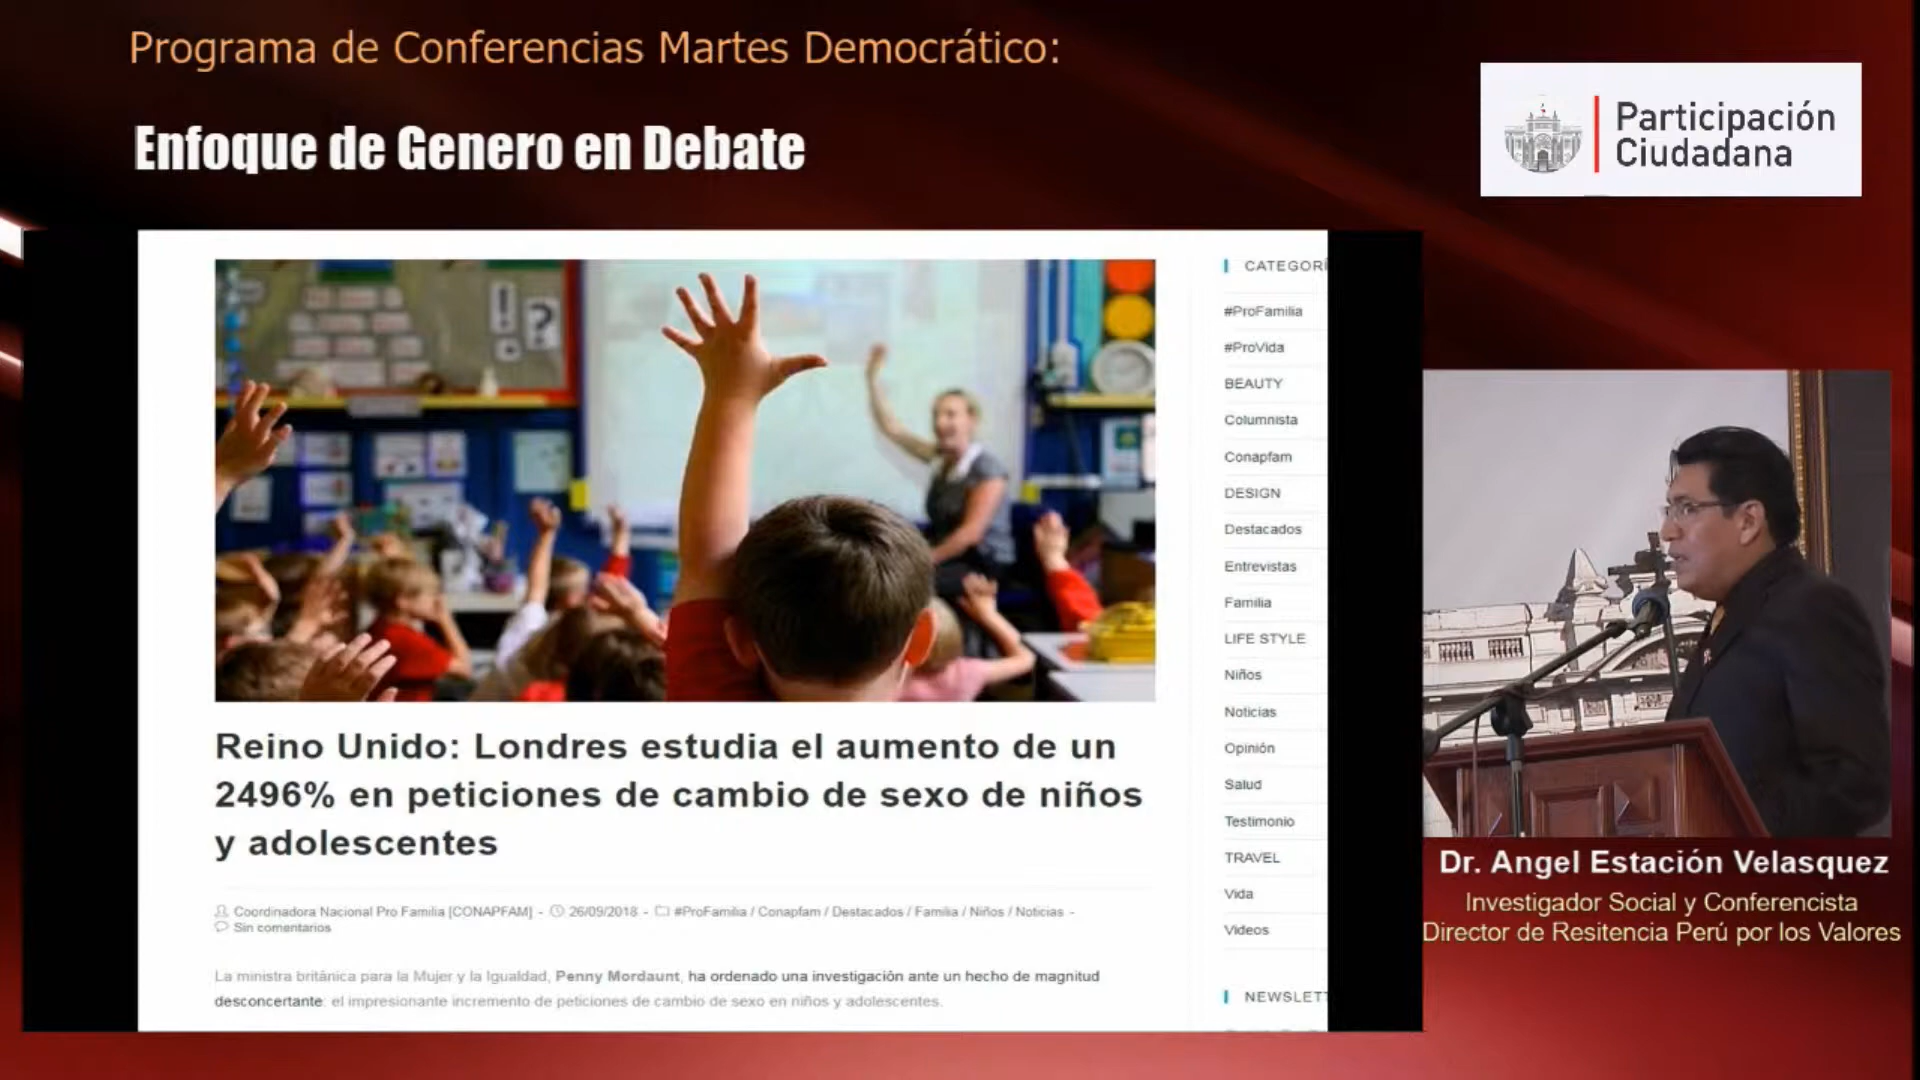 Programa de Conferencias Martes Democrático:
Enfoque de Genero en Debate
Participación
Ciudadana
! ?
Reino Unido: Londres estudia el aumento de un
2496% en peticiones de cambio de sexo de niños
y adolescentes
Coordinadora Nacional Pro Familia [CONAPFAM] - 26/09/2018 - #ProFamilia / Conapfam / Destacados / Familia / Niños / Noticias -
Sin comentarios
La ministra británica para la Mujer y la Igualdad, Penny Mordaunt, ha ordenado una investigación ante un hecho de magnitud
desconcertante: el impresionante incremento de peticiones de cambio de sexo en niños y adolescentes.
CATEGORÍ
#ProFamilia
#ProVida
BEAUTY
Columnista
Conapfam
DESIGN
Destacados
Entrevistas
Familia
LIFE STYLE
Niños
Noticias
Opinión
Salud
Testimonio
TRAVEL
Vida
Videos
NEWSLETT
Dr. Angel Estación Velasquez
Investigador Social y Conferencista
Director de Resitencia Perú por los Valores